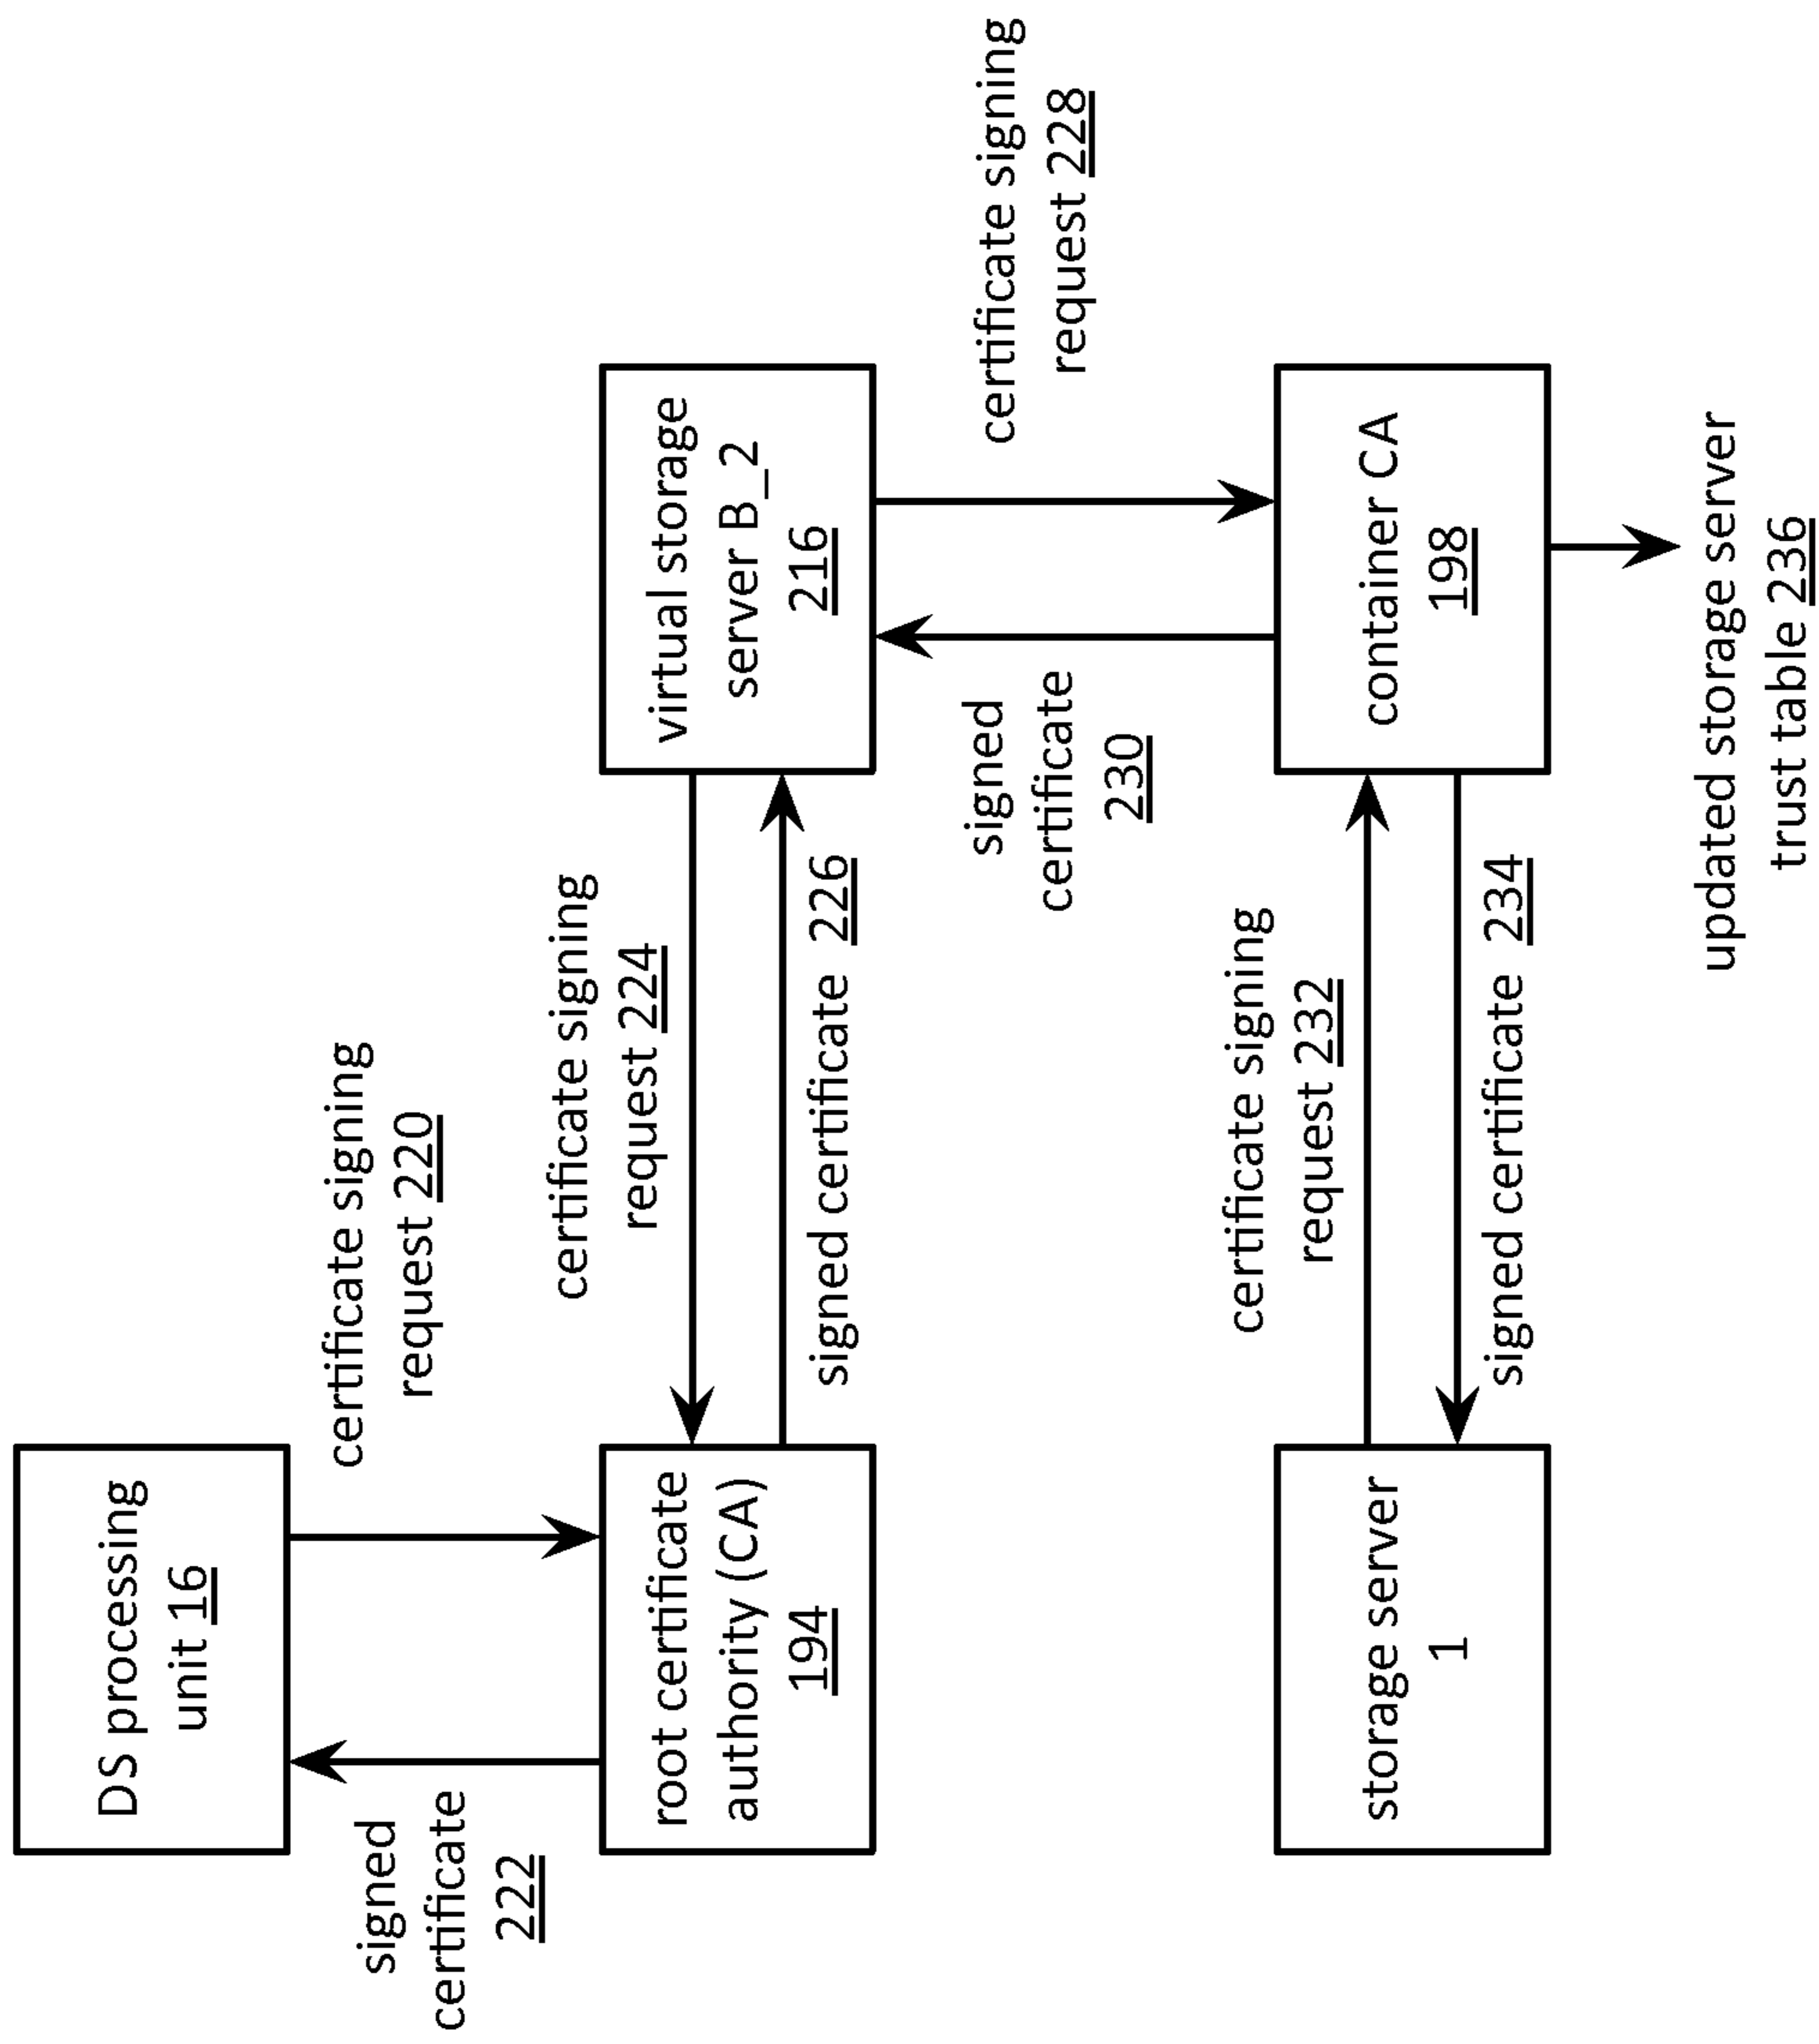 DS processing
unit 16
signed
certificate
222
certificate signing
request 220
root certificate
authority (CA)
194
certificate signing
request 224
signed certificate 226
virtual storage
server B_2
216
signed
certificate
230
certificate signing
request 228
storage server
1
certificate signing
request 232
signed certificate 234
container CA
198
updated storage server
trust table 236